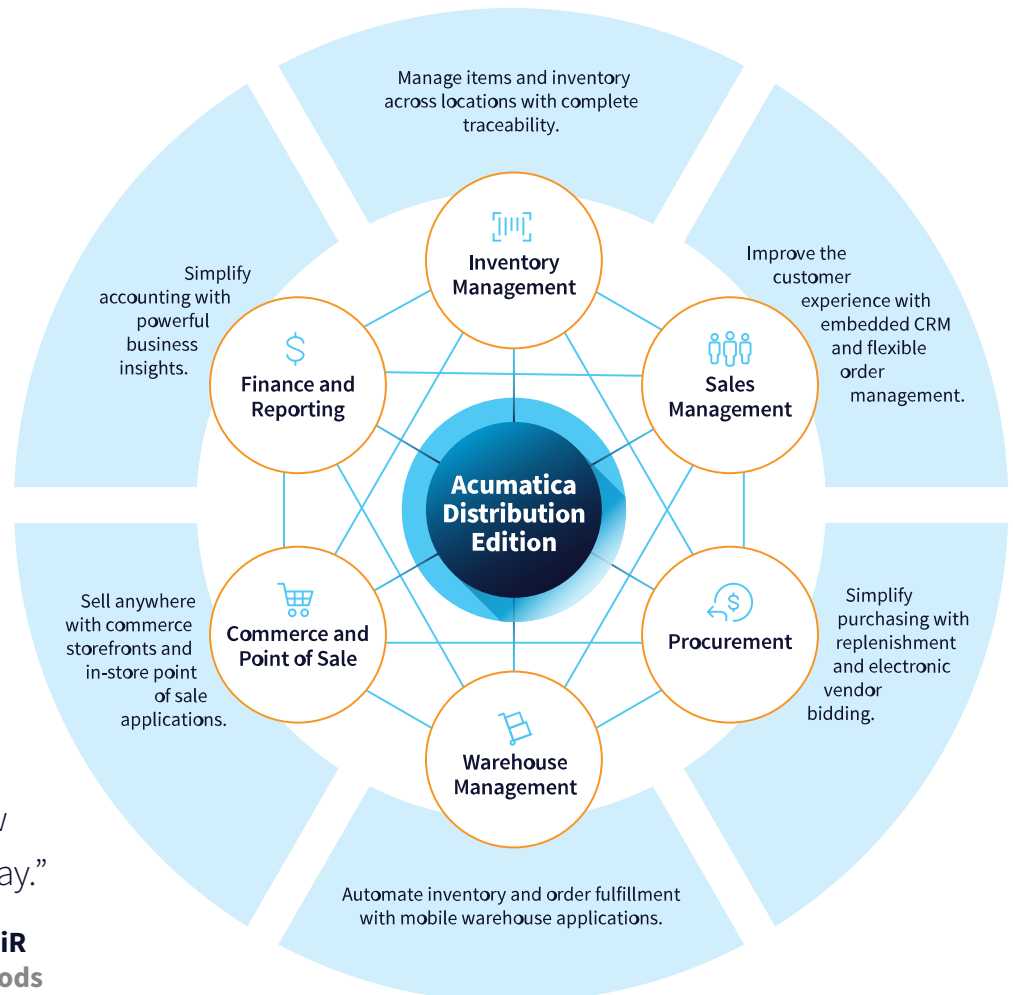 Manage items and inventory
across locations with complete
traceability.
Inventory
Management
Improve the
customer
experience with
embedded CRM
and flexible
order
management.
Simplify
accounting with
powerful
business
insights.
Finance and
Reporting
Sales
Management
Acumatica
Distribution
Edition
Sell anywhere
with commerce
storefronts and
in-store point
of sale
applications.
Commerce and
Point of Sale
Procurement
Simplify
purchasing with
replenishment
and electronic
vendor
bidding.
Warehouse
Management
Automate inventory and order fulfillment
with mobile warehouse applications.
ay.”
iR
ods